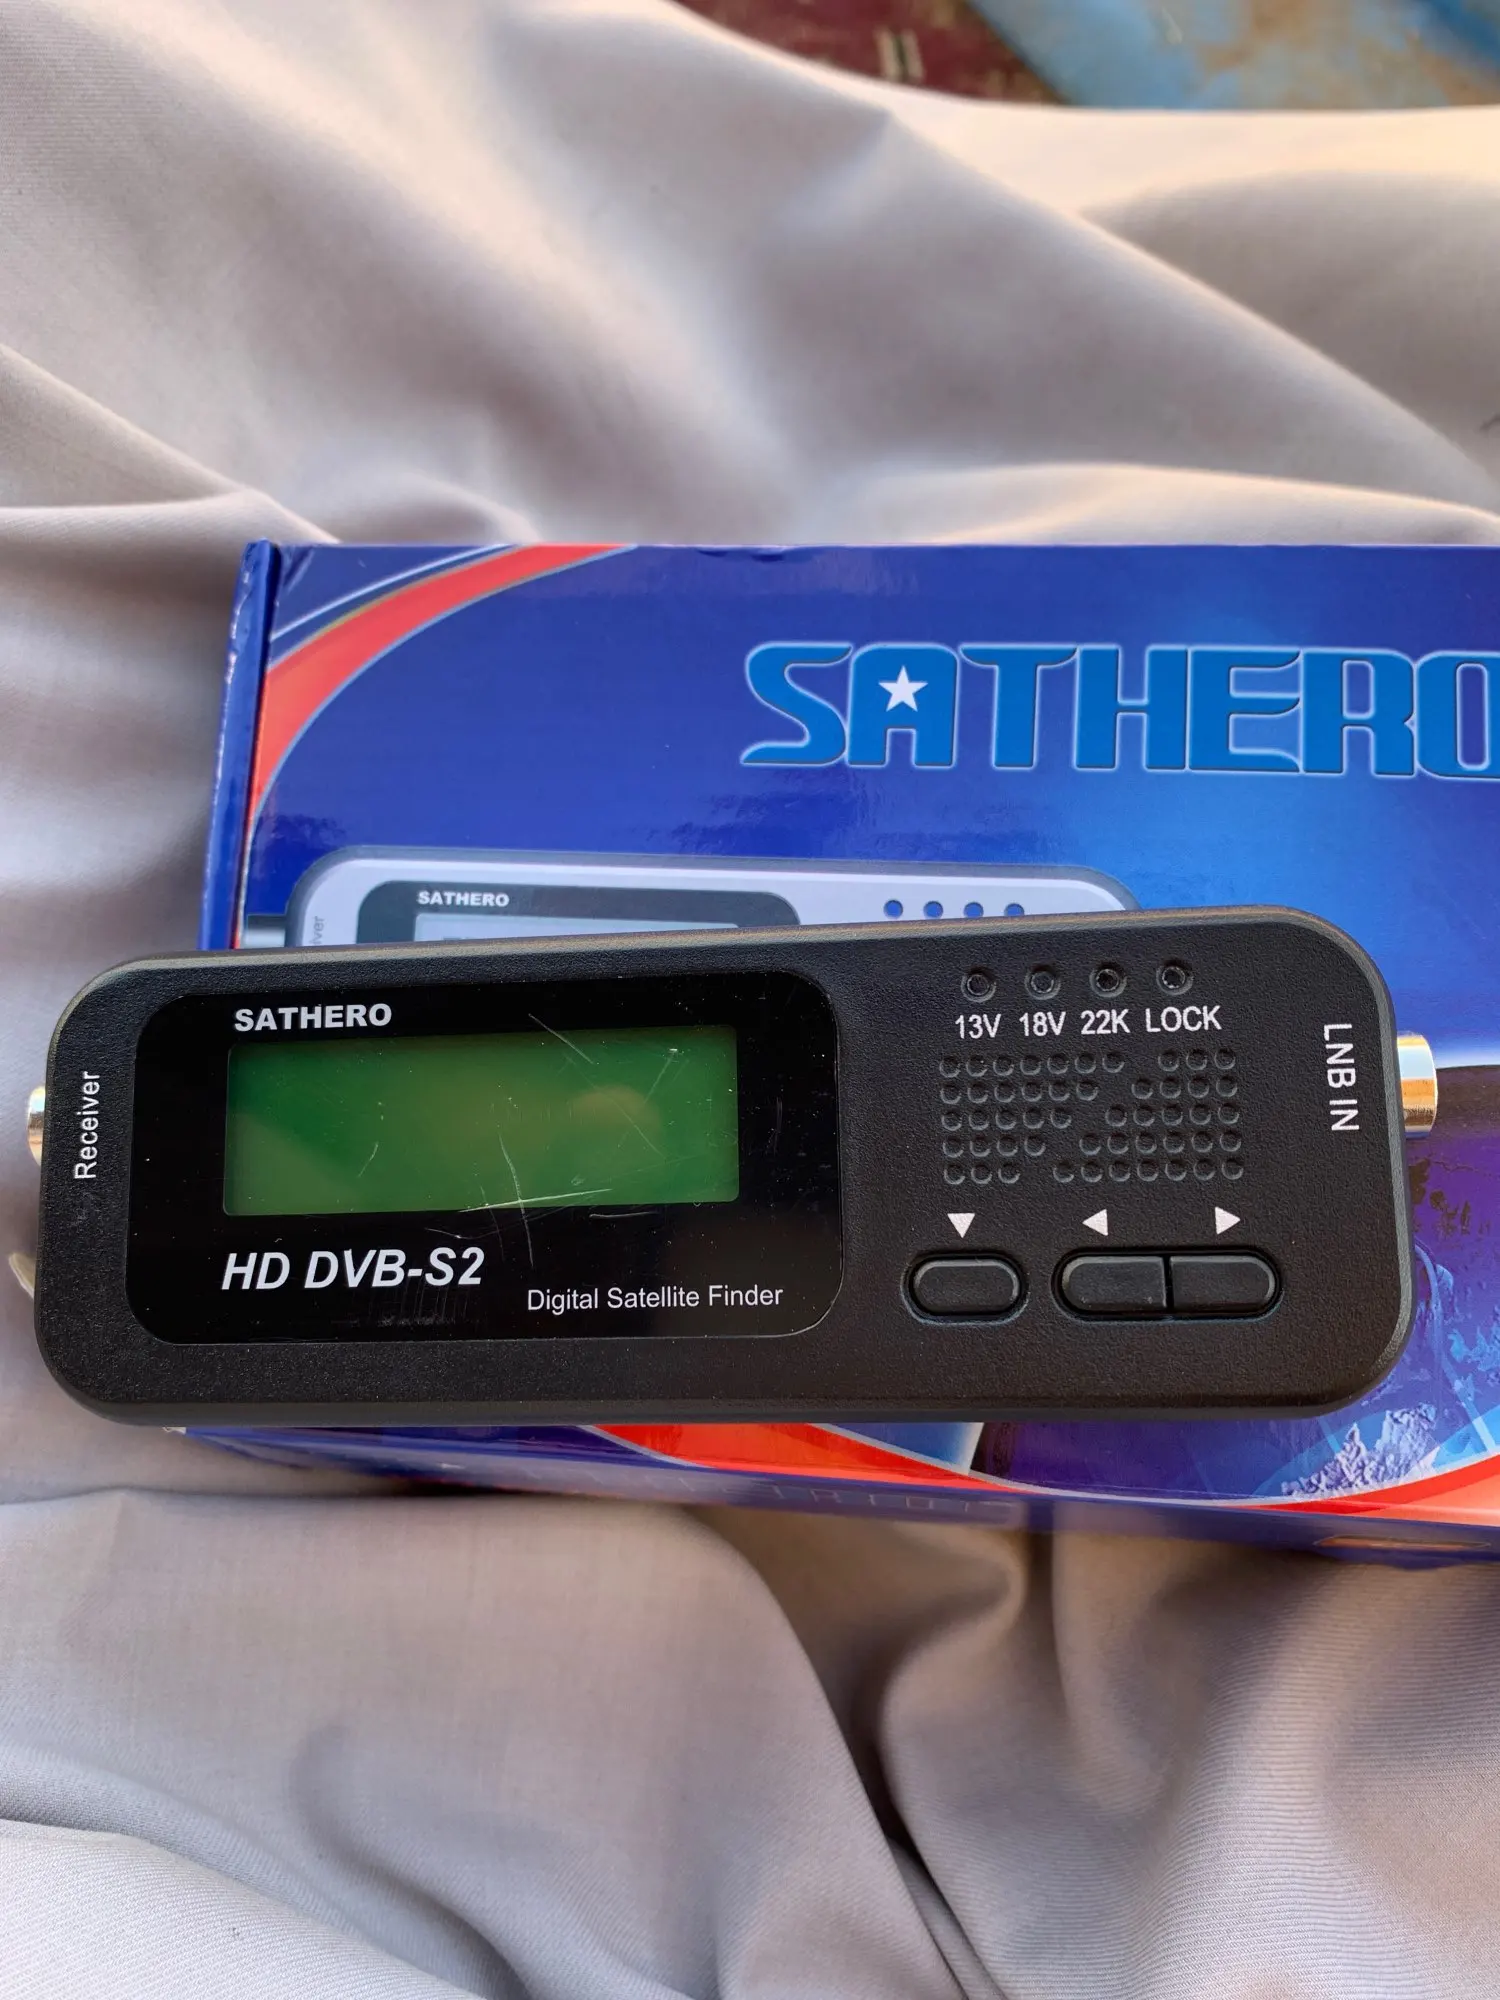 SATHERO
SATHERO
SATHERO
13V 18V 22K LOCK
Receiver
LNB IN
HD DVB-S2
Digital Satellite Finder